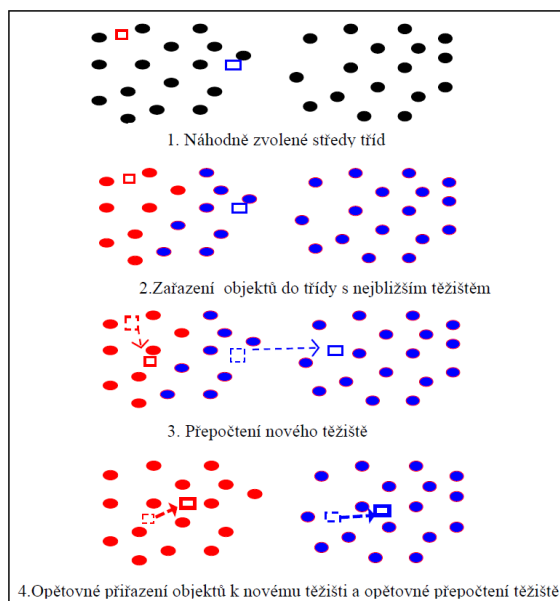 1. Náhodně zvolené středy tříd
2.Zařazení objektů do třídy s nejbližším těžištěm
3. Přepočtení nového těžiště
4.Opětovné přiřazení objektů k novému těžišti a opětovné přepočtení těžiště